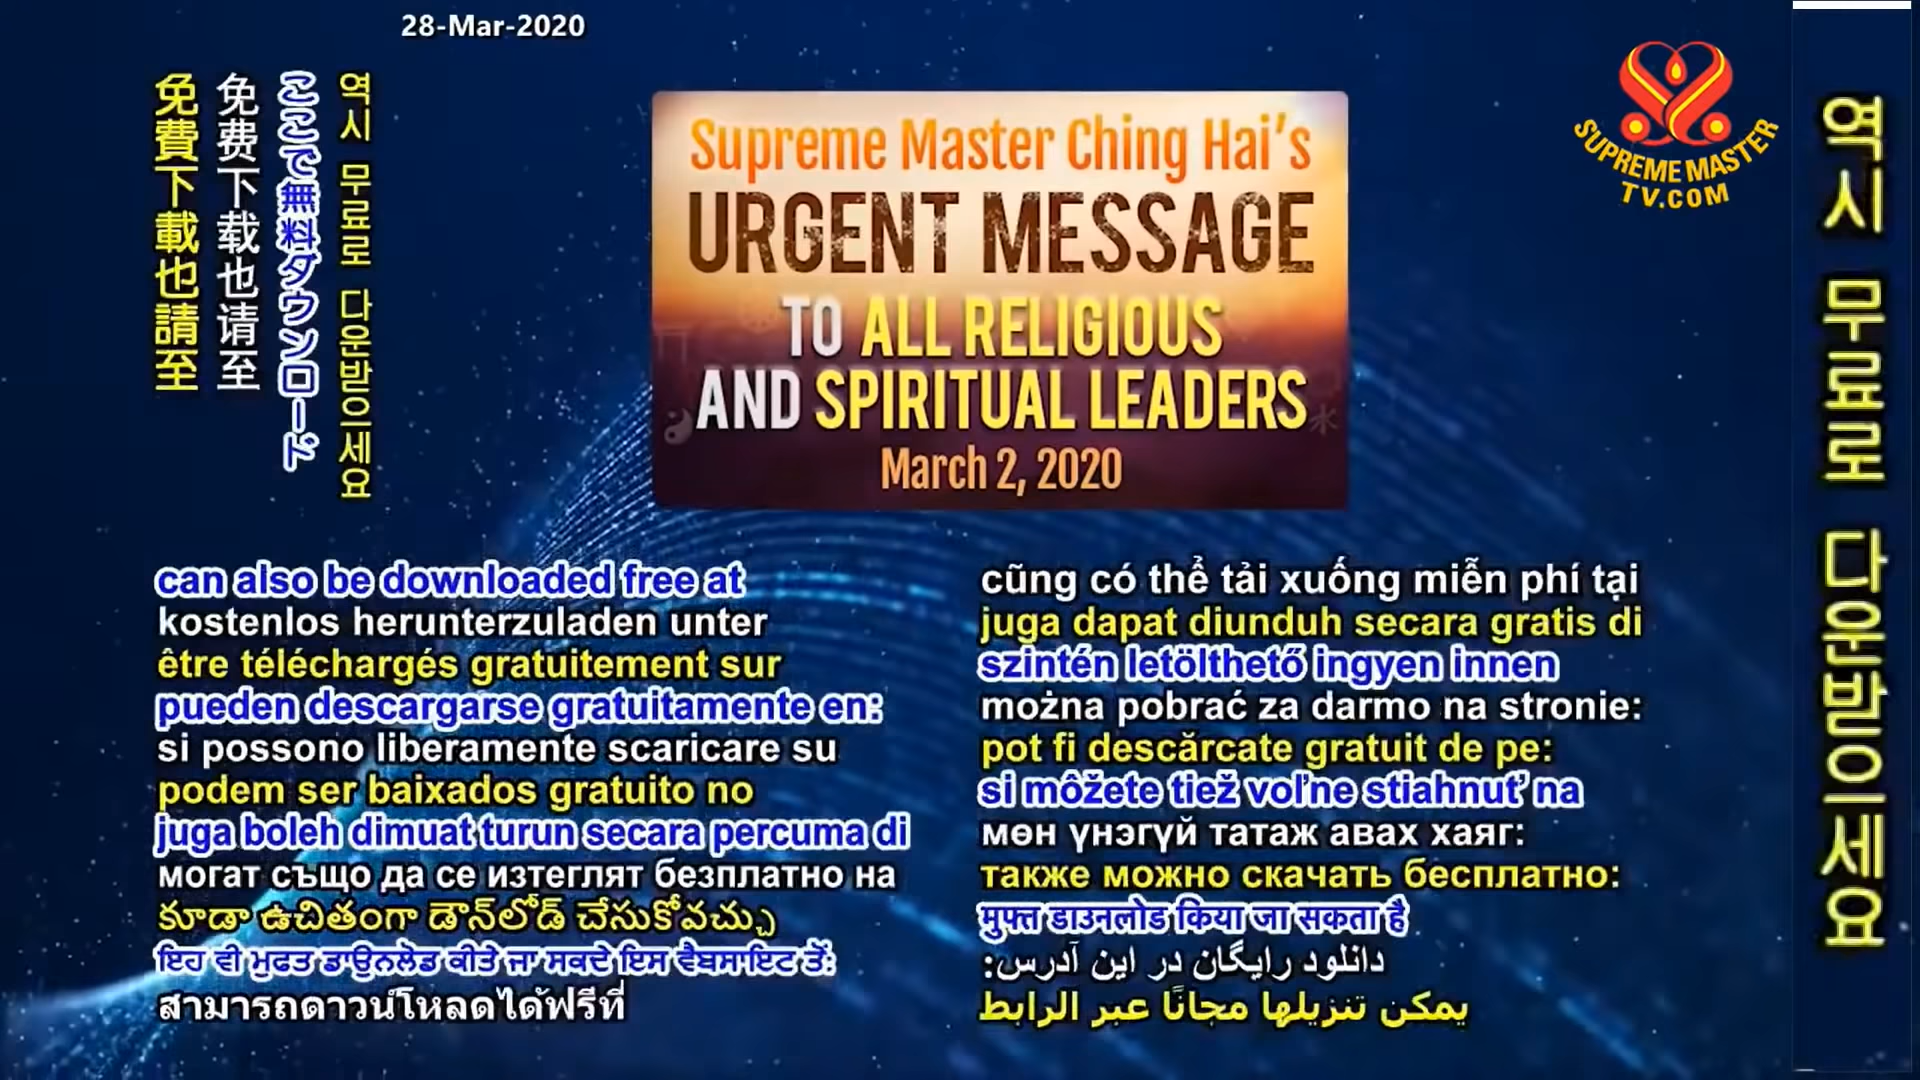 28-Mar-2020
免費下載也請至
免费下载也请至
ここで無料ダウンロード
역시 무료로 다운받으세요
Supreme Master Ching Hai's
URGENT MESSAGE
TO ALL RELIGIOUS
AND SPIRITUAL LEADERS
March 2, 2020
SUPREME MASTER
TV.COM
역시 무료로 다운받으세요
can also be downloaded free at
kostenlos herunterzuladen unter
être téléchargés gratuitement sur
pueden descargarse gratuitamente en:
si possono liberamente scaricare su
podem ser baixados gratuito no
juga boleh dimuat turun secara percuma di
могат също да се изтеглят безплатно на
కూడా ఉచితంగా డౌన్‌లోడ్ చేసుకోవచ్చు
ਇਹ ਵੀ ਮੁਫਤ ਡਾਉਨਲੋਡ ਕੀਤੇ ਜਾ ਸਕਦੇ ਇਸ ਵੈਬਸਾਇਟ ਤੋਂ:
สามารถดาวน์โหลดได้ฟรีที่
cũng có thể tải xuống miễn phí tại
juga dapat diunduh secara gratis di
szintén letölthető ingyen innen
można pobrać za darmo na stronie:
pot fi descărcate gratuit de pe:
si môžete tiež voľne stiahnuť na
мөн үнэгүй татаж авах хаяг:
также можно скачать бесплатно:
मुफ्त डाउनलोड किया जा सकता है
دانلود رایگان در این آدرس:
يمكن تنزيلها مجانًا عبر الرابط